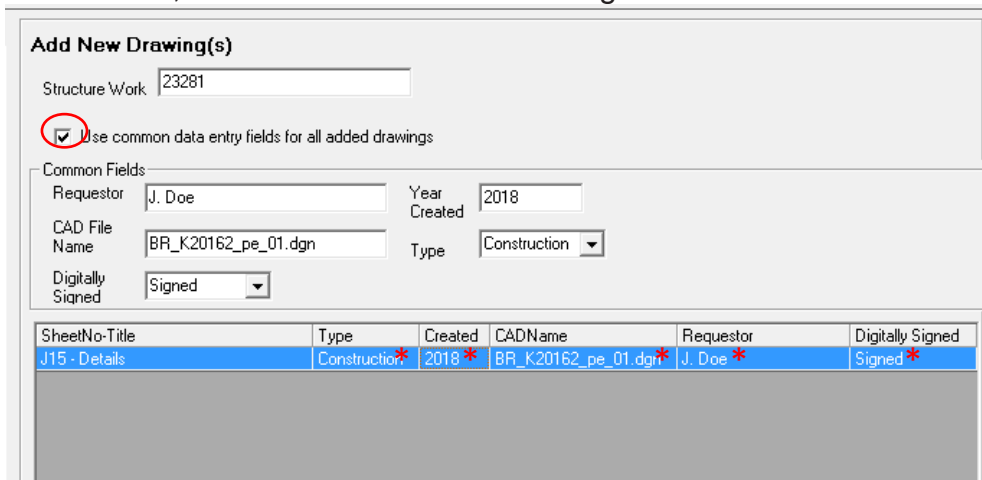 Add New Drawing(s)
Structure Work 23281
Use common data entry fields for all added drawings
Common Fields
Requestor J. Doe Year Created 2018
CAD File Name BR_K20162_pe_01.dgn Type Construction
Digitally Signed Signed
SheetNo-Title Type Created CADName Requestor Digitally Signed
J15 - Details Construction* 2018 * BR_K20162_pe_01.dgn* J. Doe * Signed *